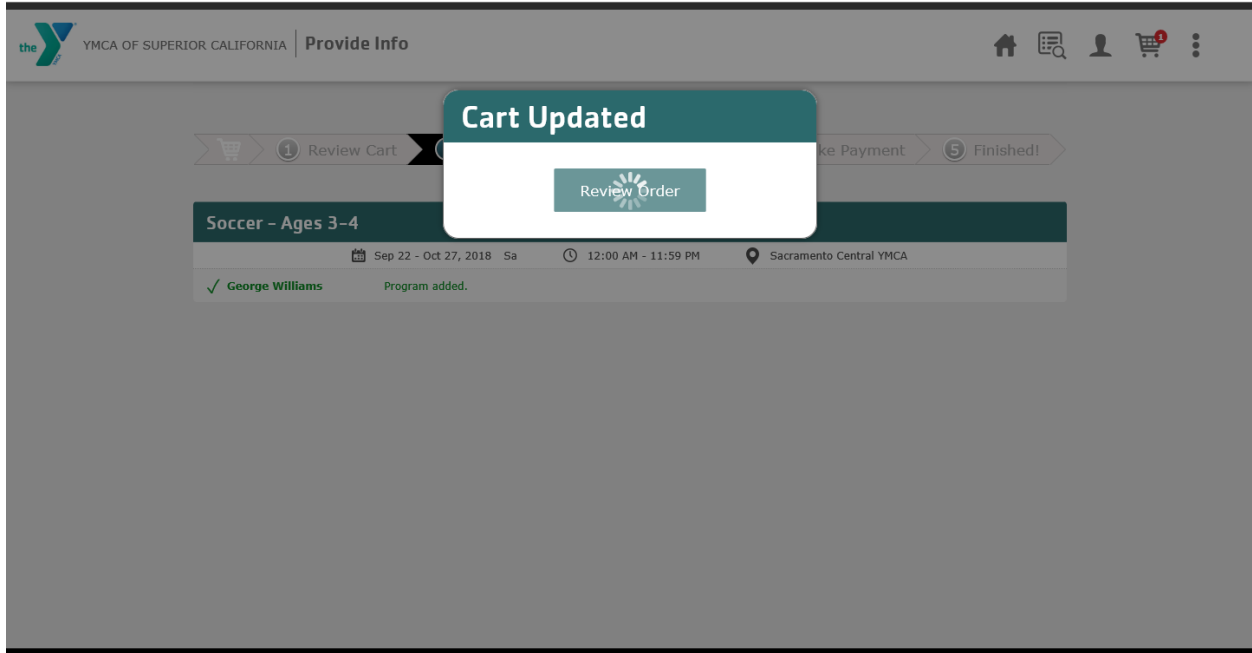 the YMCA OF SUPERIOR CALIFORNIA Provide Info 1
Cart Updated
1 Review Cart ke Payment 5 Finished!
Review Order
Soccer - Ages 3-4
Sep 22 - Oct 27, 2018 Sa 12:00 AM - 11:59 PM Sacramento Central YMCA
George Williams Program added.